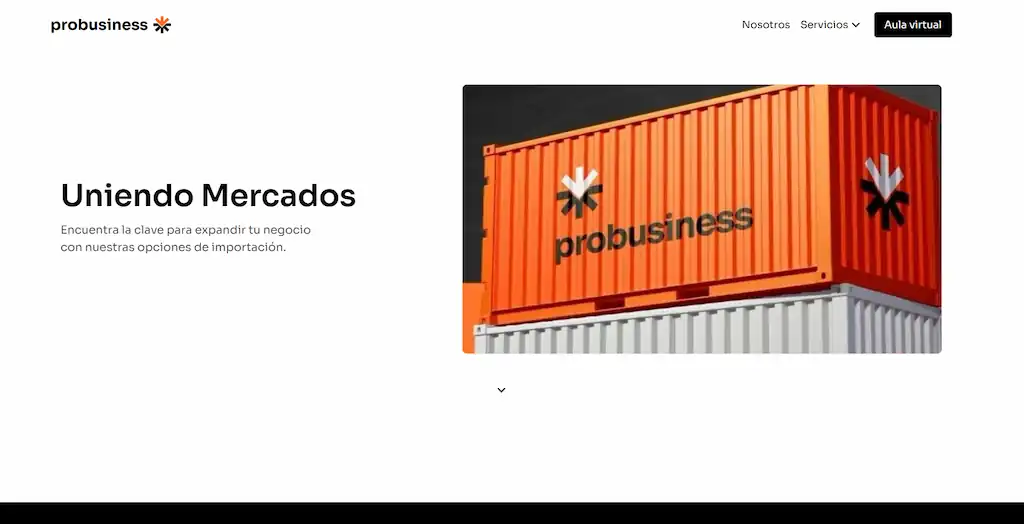 probusiness
Nosotros Servicios Aula virtual
Uniendo Mercados
Encuentra la clave para expandir tu negocio
con nuestras opciones de importación.
probusiness